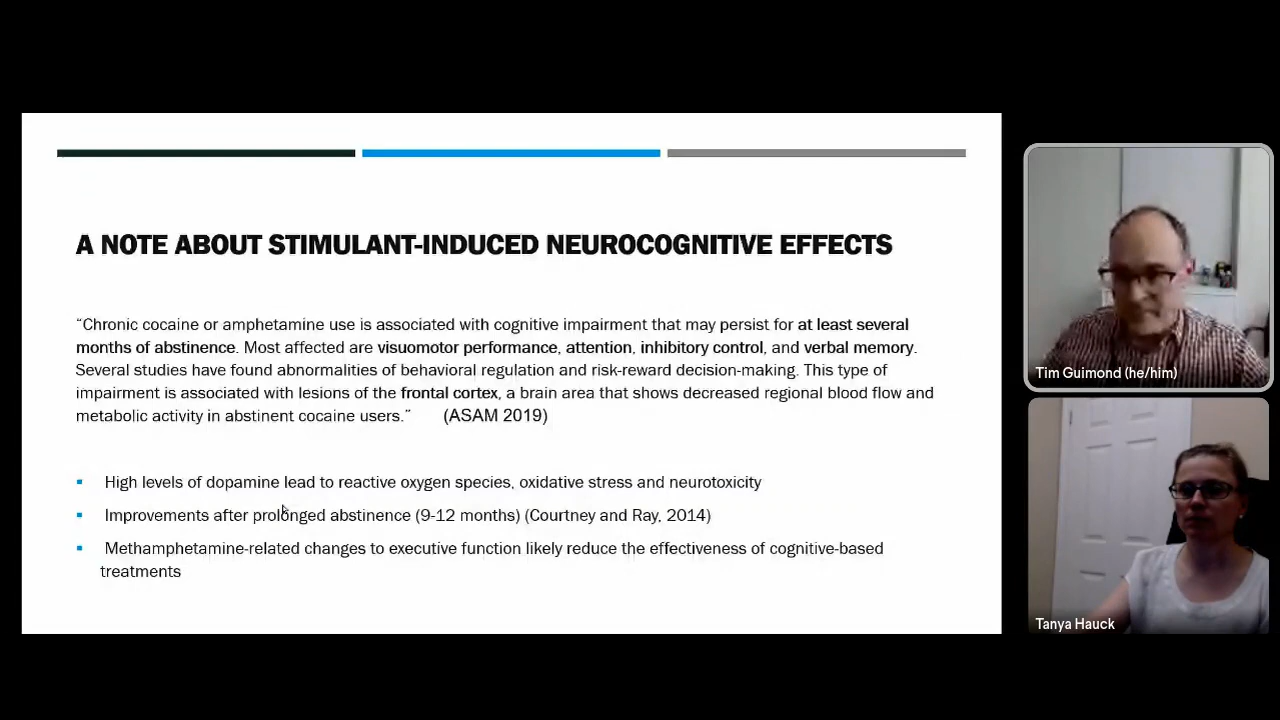 A NOTE ABOUT STIMULANT-INDUCED NEUROCOGNITIVE EFFECTS
“Chronic cocaine or amphetamine use is associated with cognitive impairment that may persist for at least several
months of abstinence. Most affected are visuomotor performance, attention, inhibitory control, and verbal memory.
Several studies have found abnormalities of behavioral regulation and risk-reward decision-making. This type of
impairment is associated with lesions of the frontal cortex, a brain area that shows decreased regional blood flow and
metabolic activity in abstinent cocaine users.” (ASAM 2019)
▪ High levels of dopamine lead to reactive oxygen species, oxidative stress and neurotoxicity
▪ Improvements after prolonged abstinence (9-12 months) (Courtney and Ray, 2014)
▪ Methamphetamine-related changes to executive function likely reduce the effectiveness of cognitive-based
treatments
Tim Guimond (he/him)
Tanya Hauck